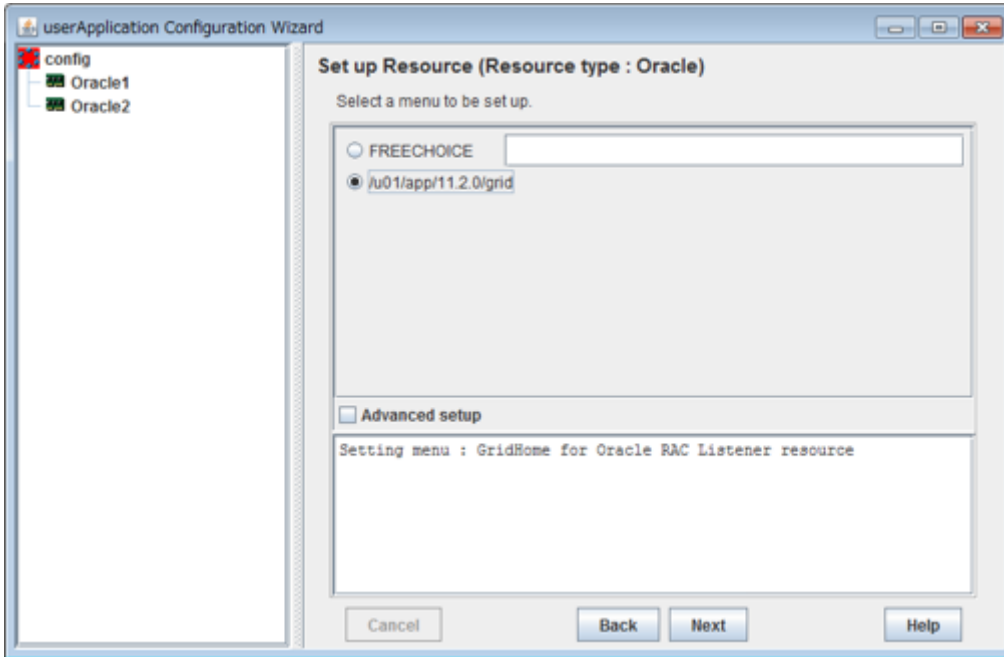 userApplication Configuration Wizard
config
Oracle1
Oracle2
Set up Resource (Resource type : Oracle)
Select a menu to be set up.
FREECHOICE
/u01/app/11.2.0/grid
Advanced setup
Setting menu : GridHome for Oracle RAC Listener resource
Cancel
Back
Next
Help